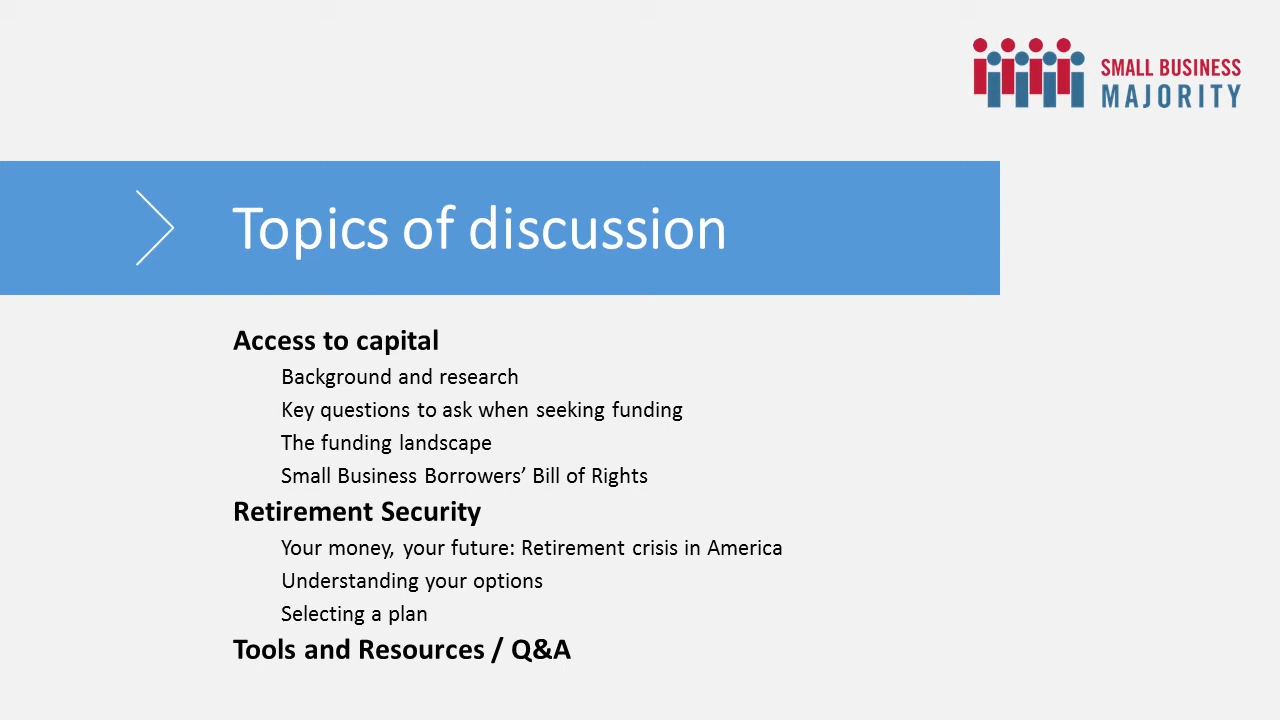 SMALL BUSINESS
MAJORITY
Topics of discussion
Access to capital
Background and research
Key questions to ask when seeking funding
The funding landscape
Small Business Borrowers’ Bill of Rights
Retirement Security
Your money, your future: Retirement crisis in America
Understanding your options
Selecting a plan
Tools and Resources / Q&A